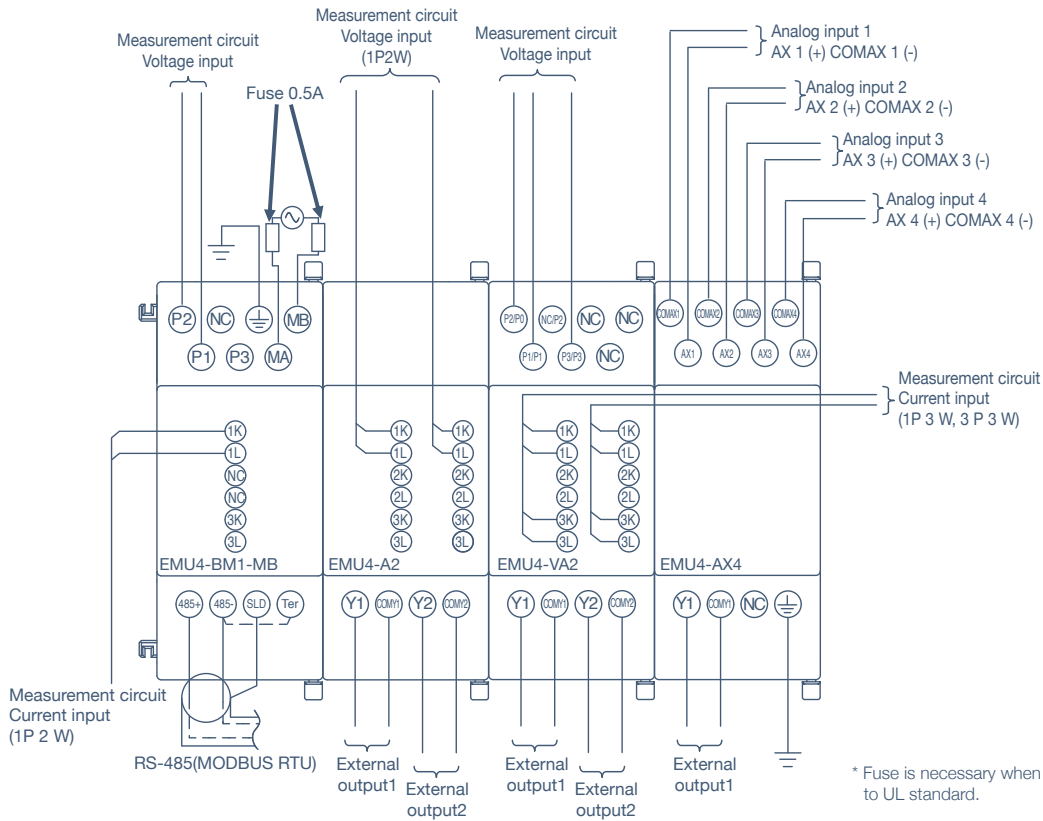 Measurement circuit
Voltage input
Measurement circuit
Voltage input
(1P2W)
Measurement circuit
Voltage input
Fuse 0.5A
Analog input 1
AX 1 (+) COMAX 1 (-)
Analog input 2
AX 2 (+) COMAX 2 (-)
Analog input 3
AX 3 (+) COMAX 3 (-)
Analog input 4
AX 4 (+) COMAX 4 (-)
P2 NC MB
P1 P3 MA
P2/P0 NC/P2 NC NC
P1/P1 P3/P3 NC
COMAX1 COMAX2 COMAX3 COMAX4
AX1 AX2 AX3 AX4
Measurement circuit
Current input
(1P 3 W, 3 P 3 W)
1K 1K 1K 1K 1K
1L 1L 1L 1L 1L
NC 2K 2K 2K 2K
NC 2L 2L 2L 2L
3K 3K 3K 3K 3K
3L 3L 3L 3L 3L
EMU4-BM1-MB EMU4-A2 EMU4-VA2 EMU4-AX4
485+ 485- SLD Ter Y1 COMY1 Y2 COMY2 Y1 COMY1 Y2 COMY2 Y1 COMY1 NC
Measurement circuit
Current input
(1P 2 W)
RS-485(MODBUS RTU)
External
output1
External
output2
External
output1
External
output2
External
output1
* Fuse is necessary when
to UL standard.